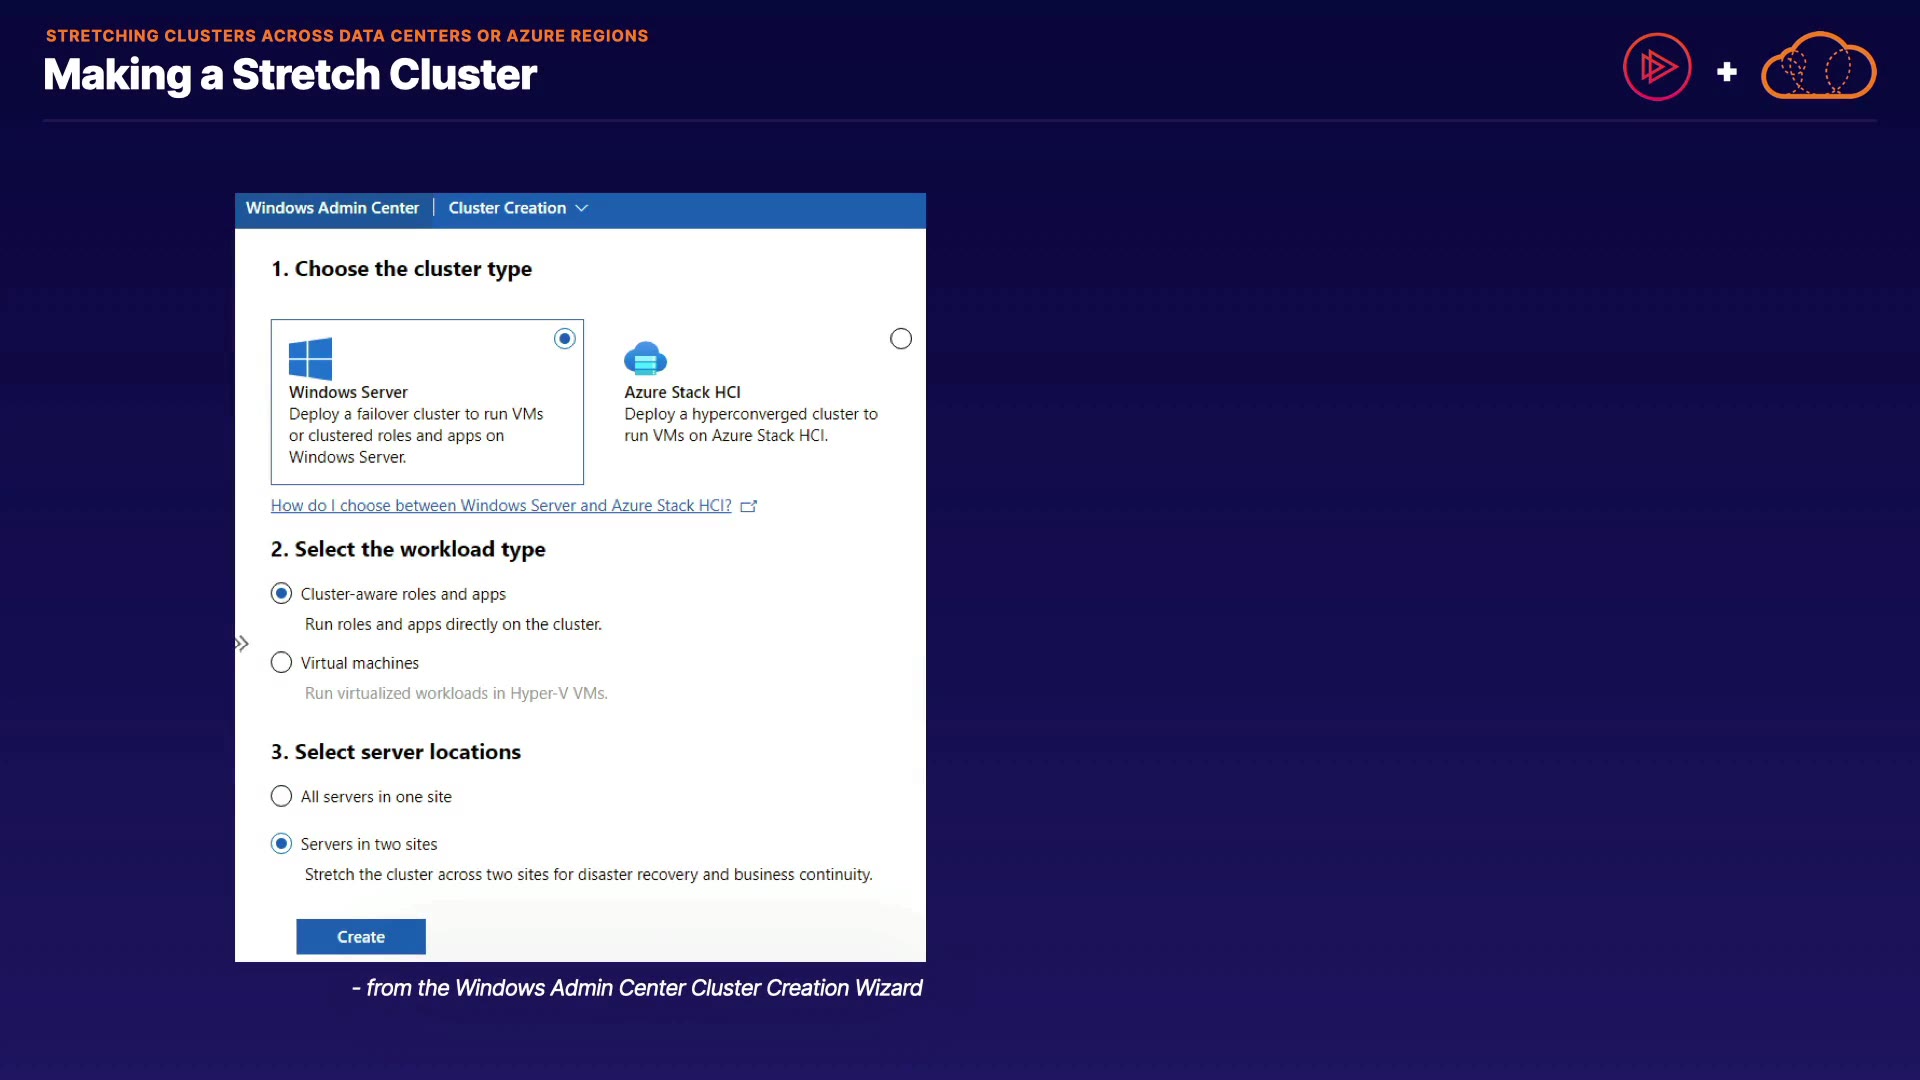 STRETCHING CLUSTERS ACROSS DATA CENTERS OR AZURE REGIONS
Making a Stretch Cluster
Windows Admin Center | Cluster Creation
1. Choose the cluster type
Windows Server
Deploy a failover cluster to run VMs
or clustered roles and apps on
Windows Server.
Azure Stack HCI
Deploy a hyperconverged cluster to
run VMs on Azure Stack HCI.
How do I choose between Windows Server and Azure Stack HCI?
2. Select the workload type
Cluster-aware roles and apps
Run roles and apps directly on the cluster.
Virtual machines
Run virtualized workloads in Hyper-V VMs.
3. Select server locations
All servers in one site
Servers in two sites
Stretch the cluster across two sites for disaster recovery and business continuity.
Create
- from the Windows Admin Center Cluster Creation Wizard